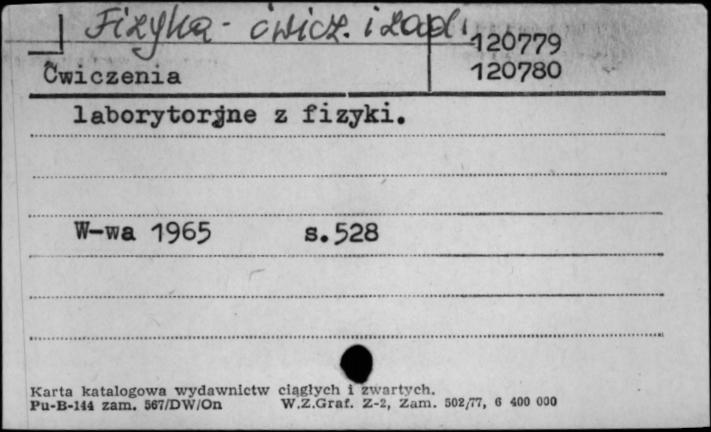 Fizyka - ćwicz. i zad.
120779
Ćwiczenia 120780
laborytorjne z fizyki.
W-wa 1965 s.528
Karta katalogowa wydawnictw ciągłych i zwartych.
Pu-B-144 zam. 567/DW/On W.Z.Graf. Z-2, Zam. 502/77, 6 400 000